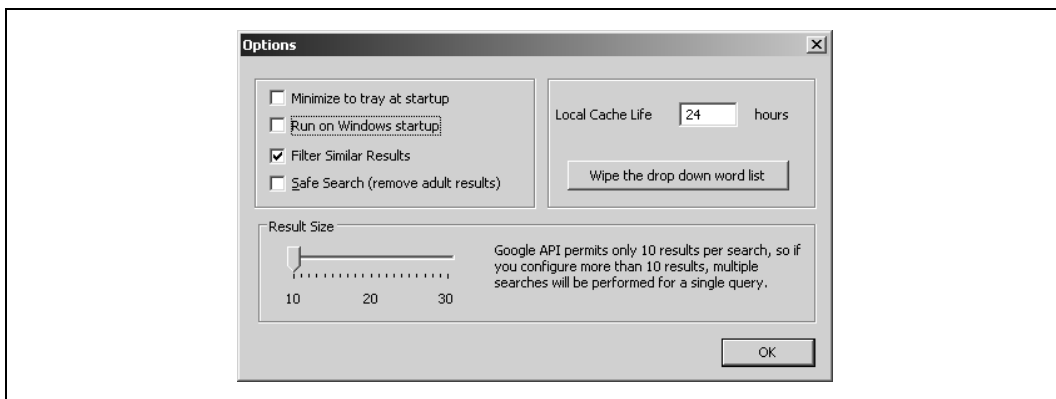 Options
Minimize to tray at startup
Run on Windows startup
Filter Similar Results
Safe Search (remove adult results)
Local Cache Life 24 hours
Wipe the drop down word list
Result Size
10 20 30
Google API permits only 10 results per search, so if
you configure more than 10 results, multiple
searches will be performed for a single query.
OK